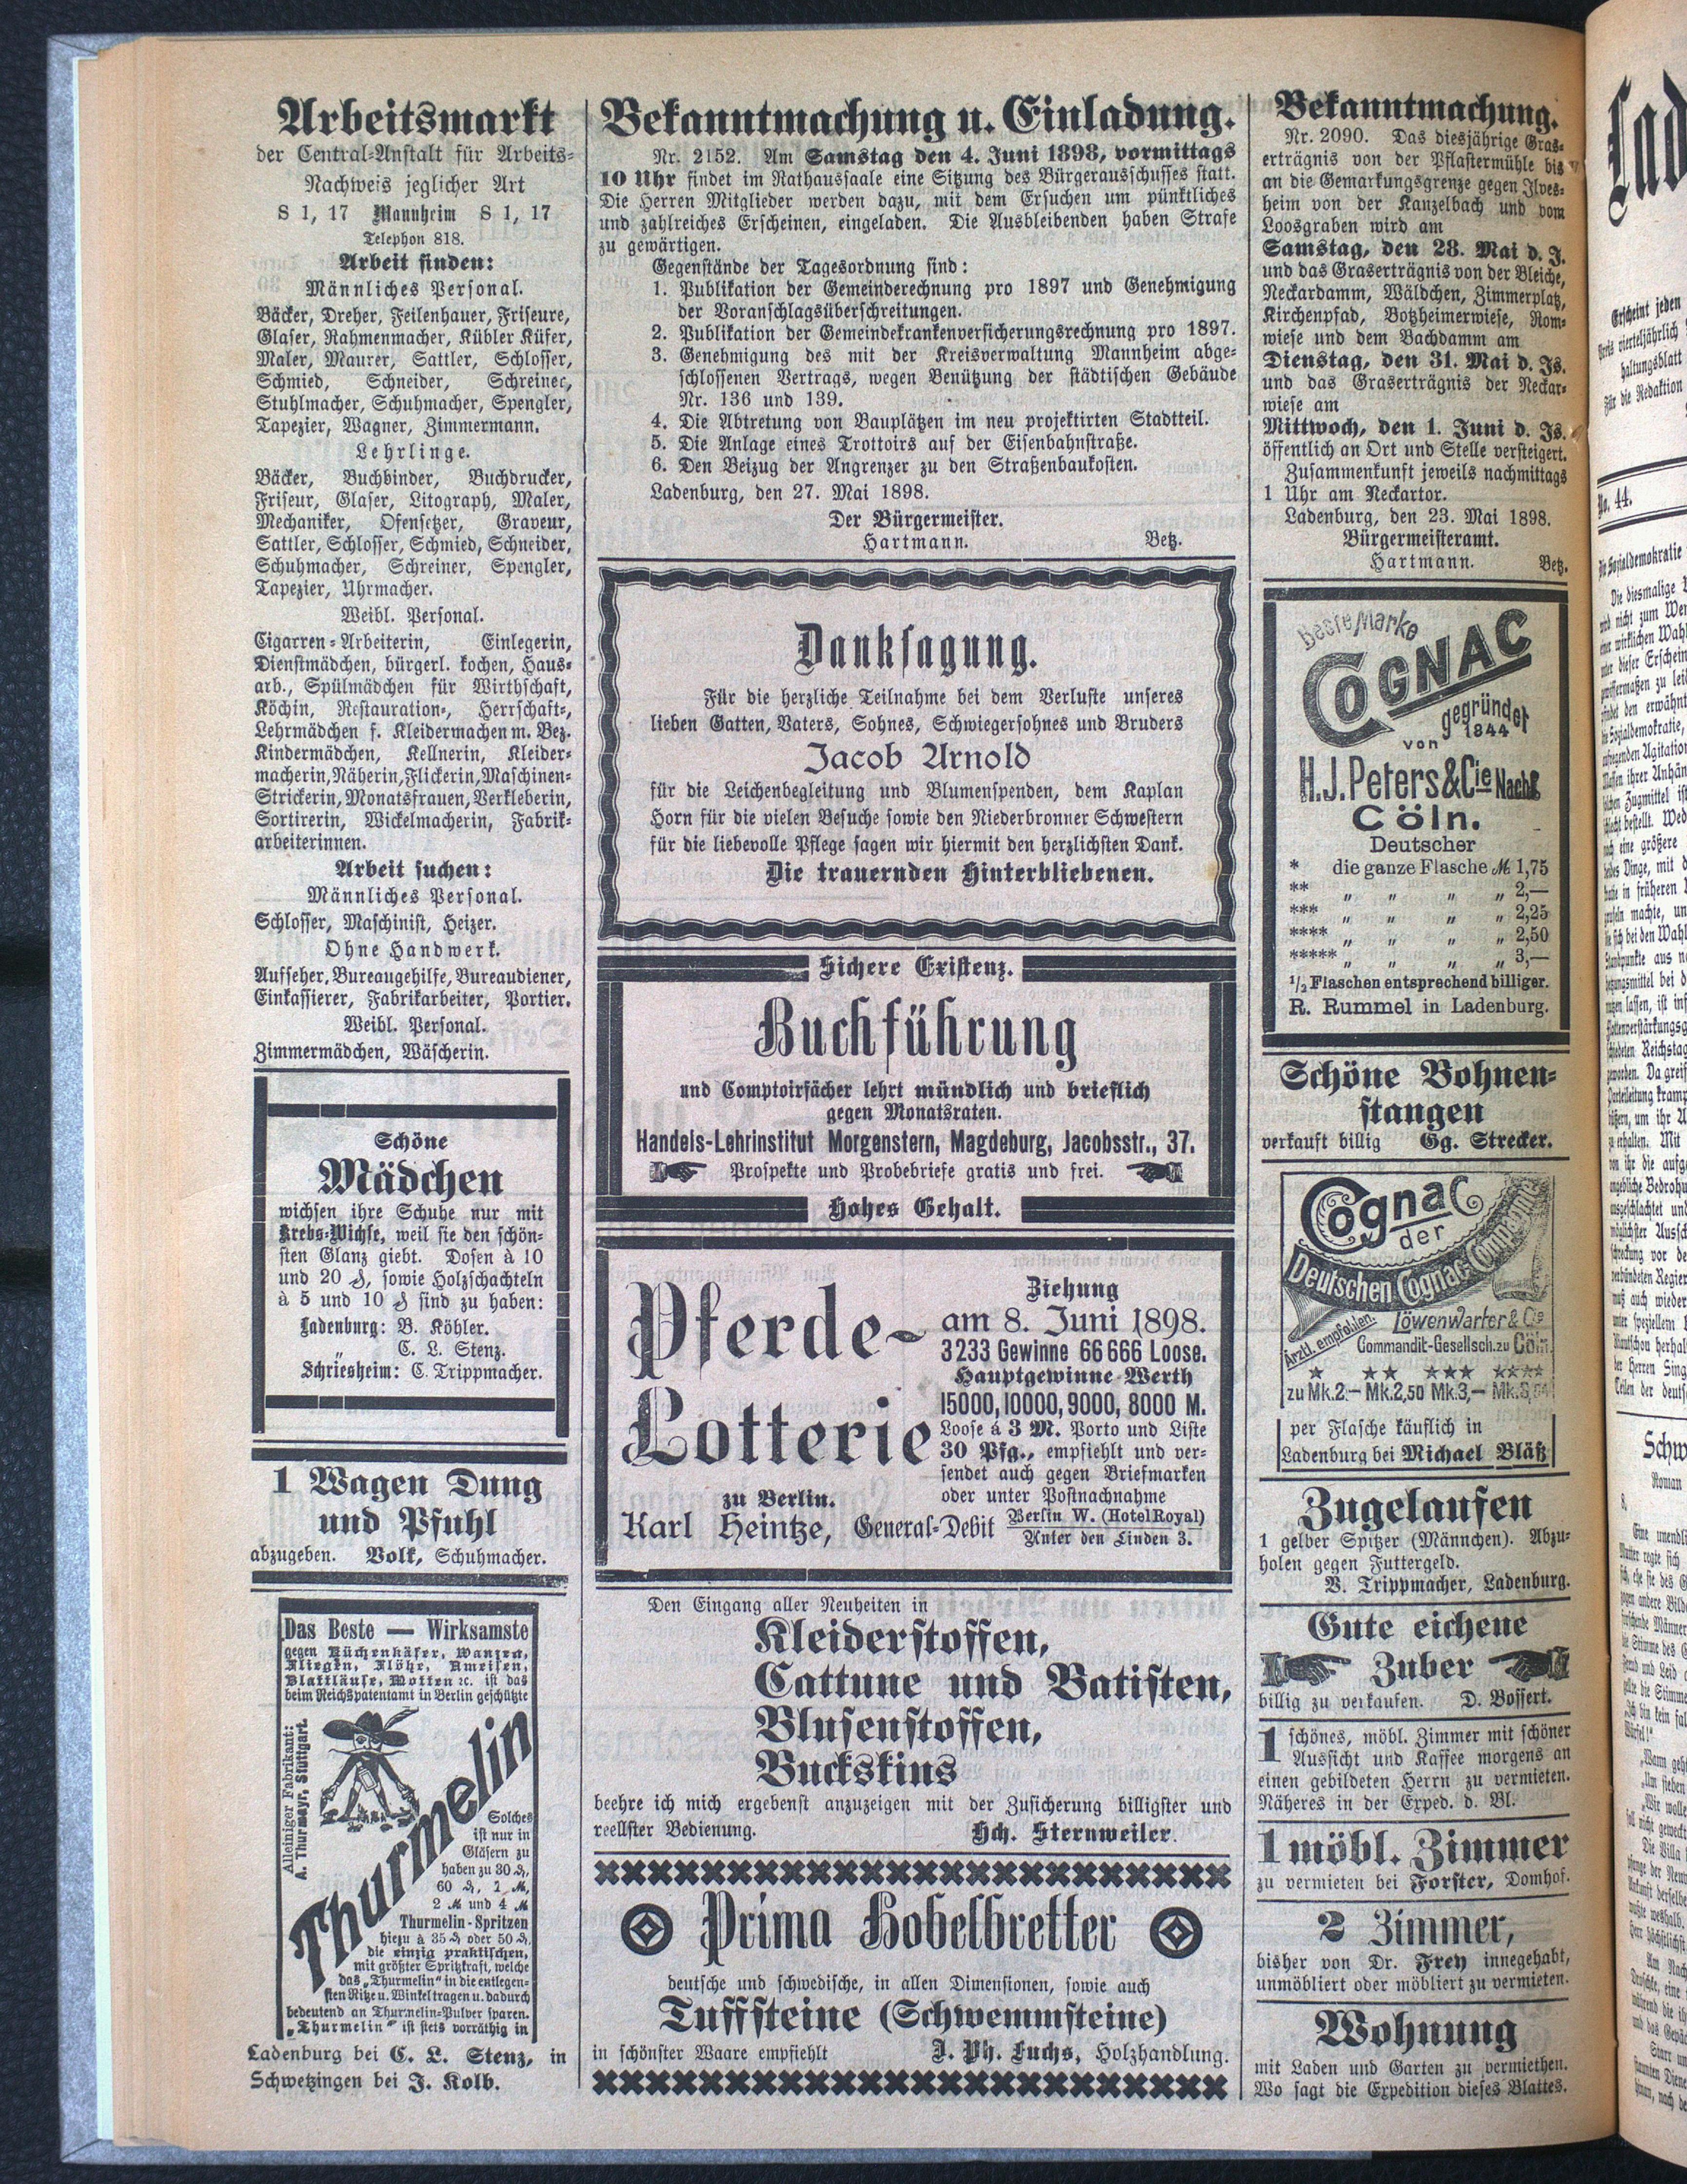 Arbeitsmarkt
der Central-Anstalt für Arbeits-
Nachweis jeglicher Art
S 1, 17 Mannheim S 1, 17
Telephon 818.
Arbeit finden:
Männliches Personal.
Bäcker, Dreher, Feilenhauer, Friseure,
Glaser, Rahmenmacher, Kübler Küfer,
Maler, Maurer, Sattler, Schlosser,
Schmied, Schneider, Schreiner,
Stuhlmacher, Schuhmacher, Spengler,
Tapezier, Wagner, Zimmermann.
Lehrlinge.
Bäcker, Buchbinder, Buchdrucker,
Friseur, Glaser, Litograph, Maler,
Mechaniker, Ofensetzer, Graveur,
Sattler, Schlosser, Schmied, Schneider,
Schuhmacher, Schreiner, Spengler,
Tapezier, Uhrmacher.
Weibl. Personal.
Cigarren-Arbeiterin, Einlegerin,
Dienstmädchen, bürgerl. kochen, Haus-
arb., Spülmädchen für Wirthschaft,
Köchin, Restauration-, Herrschaft-,
Lehrmädchen f. Kleidermachen m. Bez.
Kindermädchen, Kellnerin, Kleider-
macherin, Näherin, Flickerin, Maschinen-
Strickerin, Monatsfrauen, Verkleberin,
Sortirerin, Wickelmacherin, Fabrik-
arbeiterinnen.
Arbeit suchen:
Männliches Personal.
Schlosser, Maschinist, Heizer.
Ohne Handwerk.
Aufseher, Bureaugehilfe, Bureaudiener,
Einkassierer, Fabrikarbeiter, Portier.
Weibl. Personal.
Zimmermädchen, Wäscherin.
Schöne
Mädchen
wichsen ihre Schuhe nur mit
Krebs-Wichse, weil sie den schön-
sten Glanz giebt. Dosen à 10
und 20 ₰, sowie Holzschachteln
à 5 und 10 ₰ sind zu haben:
Ladenburg: B. Köhler.
" C. L. Stenz.
Schriesheim: C. Trippmacher.
1 Wagen Dung
und Pfuhl
abzugeben. Volk, Schuhmacher.
Das Beste — Wirksamste
gegen Küchenkäfer, Wanzen,
Fliegen, Flöhe, Ameisen,
Blattläuse, Motten ꝛc. ist das
beim Reichspatentamt in Berlin geschützte
Alleiniger Fabrikant:
A. Thurmayr, Stuttgart.
Thurmelin
Solches
ist nur in
Gläsern zu
haben zu 30 ₰,
60 ₰, 1 ℳ,
2 ℳ und 4 ℳ
Thurmelin-Spritzen
hiezu à 35 ₰ oder 50 ₰,
die einzig praktischen,
mit größter Spritzkraft, welche
das „Thurmelin“ in die entlegen-
sten Ritze u. Winkel tragen u. dadurch
bedeutend an Thurmelin-Pulver sparen.
„Thurmelin“ ist stets vorräthig in
Ladenburg bei C. L. Stenz, in
Schwetzingen bei J. Kolb.
Bekanntmachung u. Einladung.
Nr. 2152. Am Samstag den 4. Juni 1898, vormittags
10 Uhr findet im Rathaussaale eine Sitzung des Bürgerausschusses statt.
Die Herren Mitglieder werden dazu, mit dem Ersuchen um pünktliches
und zahlreiches Erscheinen, eingeladen. Die Ausbleibenden haben Strafe
zu gewärtigen.
Gegenstände der Tagesordnung sind:
1. Publikation der Gemeinderechnung pro 1897 und Genehmigung
der Voranschlagsüberschreitungen.
2. Publikation der Gemeindekrankenversicherungsrechnung pro 1897.
3. Genehmigung des mit der Kreisverwaltung Mannheim abge-
schlossenen Vertrags, wegen Benützung der städtischen Gebäude
Nr. 136 und 139.
4. Die Abtretung von Bauplätzen im neu projektirten Stadtteil.
5. Die Anlage eines Trottoirs auf der Eisenbahnstraße.
6. Den Beizug der Angrenzer zu den Straßenbaukosten.
Ladenburg, den 27. Mai 1898.
Der Bürgermeister.
Hartmann. Betz.
Danksagung.
Für die herzliche Teilnahme bei dem Verluste unseres
lieben Gatten, Vaters, Sohnes, Schwiegersohnes und Bruders
Jacob Arnold
für die Leichenbegleitung und Blumenspenden, dem Kaplan
Horn für die vielen Besuche sowie den Niederbronner Schwestern
für die liebevolle Pflege sagen wir hiermit den herzlichsten Dank.
Die trauernden Hinterbliebenen.
Sichere Existenz.
Buchführung
und Comptoirfächer lehrt mündlich und brieflich
gegen Monatsraten.
Handels-Lehrinstitut Morgenstern, Magdeburg, Jacobsstr., 37.
Prospekte und Probebriefe gratis und frei.
Hohes Gehalt.
Pferde-
Lotterie
zu Berlin.
Ziehung
am 8. Juni 1898.
3233 Gewinne 66666 Loose.
Hauptgewinne Werth
15000, 10000, 9000, 8000 M.
Loose á 3 M. Porto und Liste
30 Pfg., empfiehlt und ver-
sendet auch gegen Briefmarken
oder unter Postnachnahme
Karl Heintze, General-Debit Berlin W. (Hotel Royal)
Unter den Linden 3.
Den Eingang aller Neuheiten in
Kleiderstoffen,
Cattune und Batisten,
Blusenstoffen,
Buckskins
beehre ich mich ergebenst anzuzeigen mit der Zusicherung billigster und
reellster Bedienung. Hch. Sternweiler.
Prima Hobelbretter
deutsche und schwedische, in allen Dimensionen, sowie auch
Tuffsteine (Schwemmsteine)
in schönster Waare empfiehlt J. Ph. Fuchs, Holzhandlung.
Bekanntmachung.
Nr. 2090. Das diesjährige Gras-
erträgnis von der Pflastermühle bis
an die Gemarkungsgrenze gegen Ilves-
heim von der Kanzelbach und vom
Loosgraben wird am
Samstag, den 28. Mai d. J.
und das Graserträgnis von der Bleiche,
Neckardamm, Wäldchen, Zimmerplatz,
Kirchenpfad, Botzheimerwiese, Rom-
wiese und dem Bachdamm am
Dienstag, den 31. Mai d. Js.
und das Graserträgnis der Neckar-
wiese am
Mittwoch, den 1. Juni d. Js.
öffentlich an Ort und Stelle versteigert.
Zusammenkunft jeweils nachmittags
1 Uhr am Neckartor.
Ladenburg, den 23. Mai 1898.
Bürgermeisteramt.
Hartmann. Betz.
Beste Marke
COGNAC
gegründet
1844
von
H.J. Peters & Cie Nachf.
Cöln.
Deutscher
* die ganze Flasche ℳ 1,75
** " " " " 2,—
*** " " " " 2,25
**** " " " " 2,50
***** " " " " 3,—
1/2 Flaschen entsprechend billiger.
R. Rummel in Ladenburg.
Schöne Bohnen-
stangen
verkauft billig Gg. Strecker.
Cognac
der
Deutschen Cognac-Compagnie
Löwenwarter & Cie
Ärztl. empfohlen.
Commandit-Gesellsch. zu Cöln.
★ ★★ ★★★ ★★★★
zu Mk. 2.— Mk. 2,50 Mk. 3,—
per Flasche käuflich in
Ladenburg bei Michael Bläß
Zugelaufen
1 gelber Spitzer (Männchen). Abzu-
holen gegen Futtergeld.
V. Trippmacher, Ladenburg.
Gute eichene
Zuber
billig zu verkaufen. D. Bossert.
1 schönes, möbl. Zimmer mit schöner
Aussicht und Kaffee morgens an
einen gebildeten Herrn zu vermieten.
Näheres in der Exped. d. Bl.
1 möbl. Zimmer
zu vermieten bei Forster, Domhof.
2 Zimmer,
bisher von Dr. Frey innegehabt,
unmöbliert oder möbliert zu vermieten.
Wohnung
mit Laden und Garten zu vermiethen.
Wo sagt die Expedition dieses Blattes.
Lad
Erscheint jeden
No. 44.